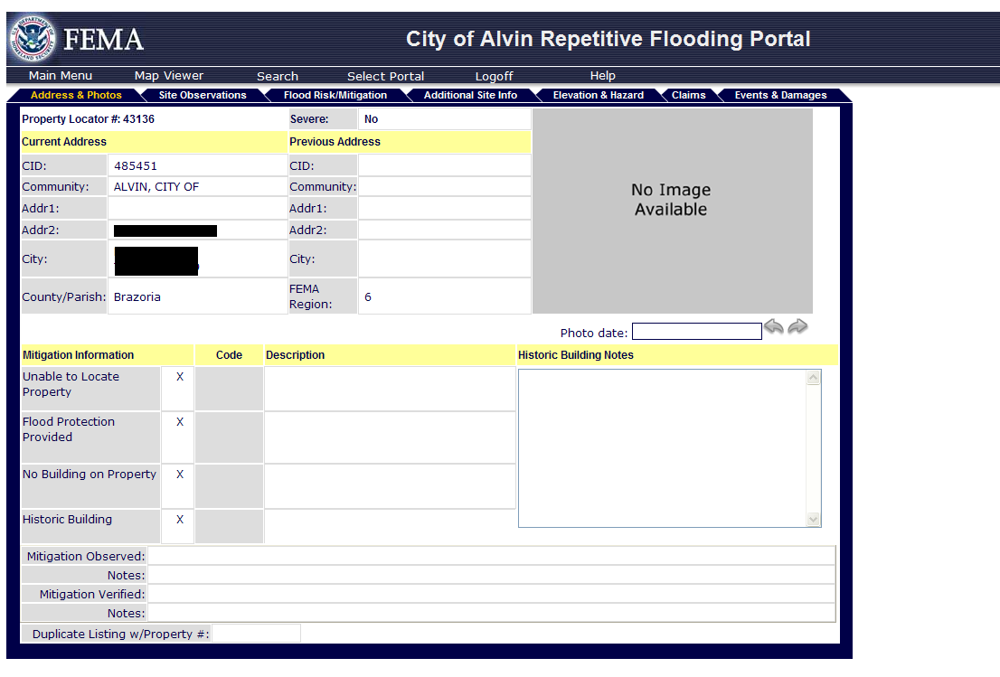 FEMA
City of Alvin Repetitive Flooding Portal
Main Menu Map Viewer Search Select Portal Logoff Help
Address & Photos Site Observations Flood Risk/Mitigation Additional Site Info Elevation & Hazard Claims Events & Damages
Property Locator #: 43136 Severe: No
Current Address Previous Address
CID: 485451 CID:
Community: ALVIN, CITY OF Community:
Addr1: Addr1:
Addr2: Addr2:
City: City:
County/Parish: Brazoria FEMA Region: 6
No Image
Available
Photo date:
Mitigation Information Code Description Historic Building Notes
Unable to Locate X
Property
Flood Protection X
Provided
No Building on Property X
Historic Building X
Mitigation Observed:
Notes:
Mitigation Verified:
Notes:
Duplicate Listing w/Property #: